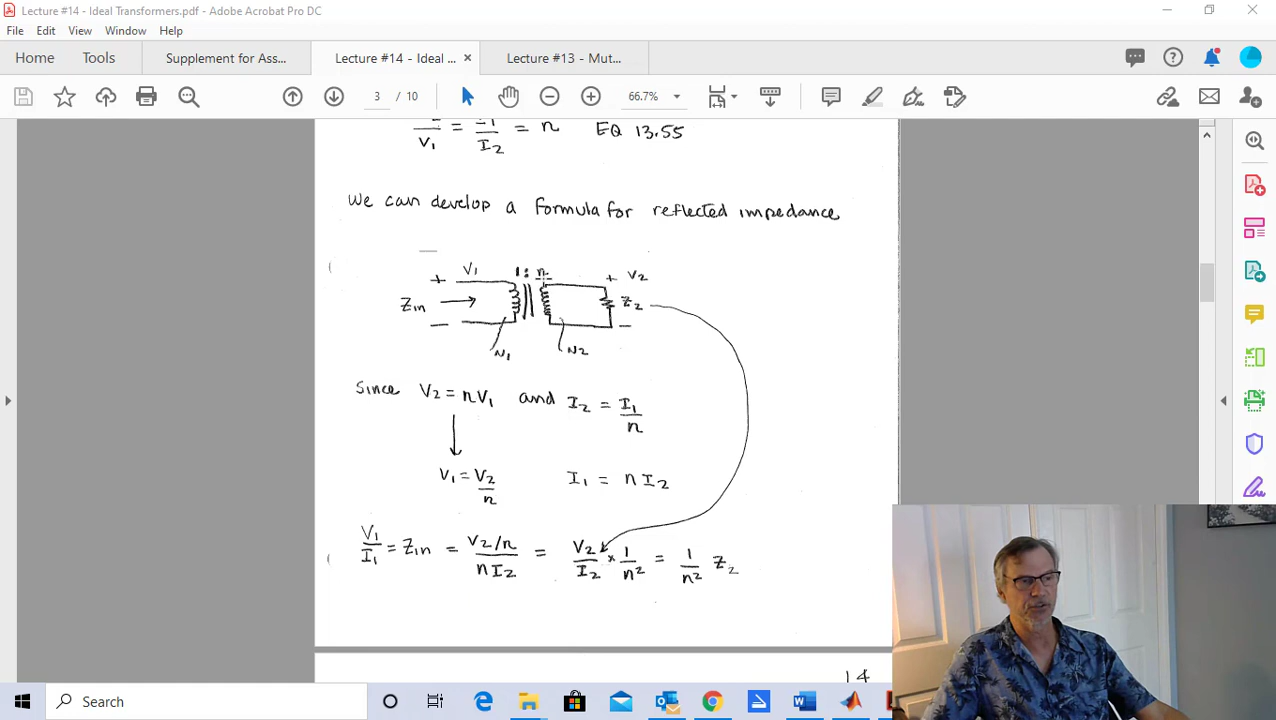 Lecture #14 - Ideal Transformers.pdf - Adobe Acrobat Pro DC
File Edit View Window Help
Home Tools Supplement for Ass... Lecture #14 - Ideal ... × Lecture #13 - Mut...
3 / 10 66.7%
V1 = I2 = n EQ 13.55
We can develop a formula for reflected impedance
+ V1 1:n + V2
Zin → Z2
— —
N1 N2
Since V2 = nV1 and I2 = I1/n
V1 = V2/n I1 = nI2
V1/I1 = Zin = V2/n / nI2 = V2/I2 × 1/n² = 1/n² Z2
14
Search